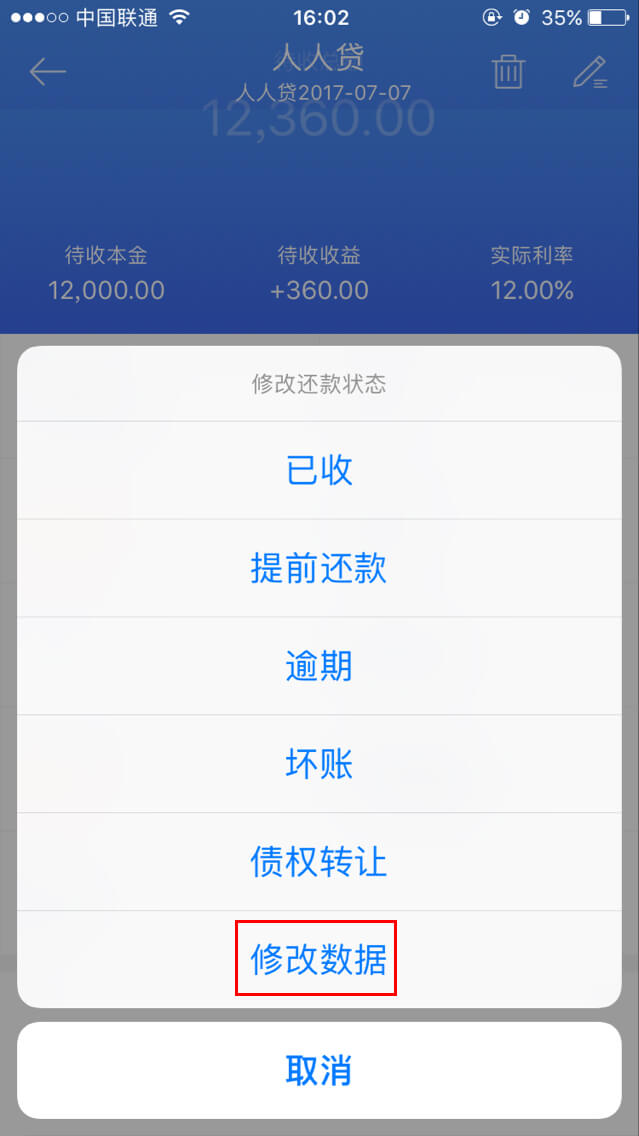 中国联通 16:02 35%
人人贷
人人贷2017-07-07
12,360.00
待收本金 待收收益 实际利率
12,000.00 +360.00 12.00%
修改还款状态
已收
提前还款
逾期
坏账
债权转让
修改数据
取消